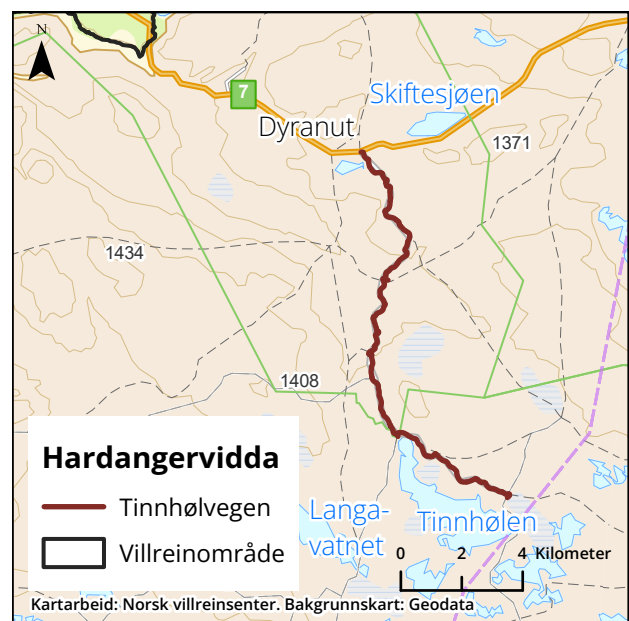 N
7
Skiftesjøen
Dyranut
1371
1434
1408
Hardangervidda
Tinnhølvegen
Villreinområde
Langa-
vatnet
Tinnhølen
0 2 4 Kilometer
Kartarbeid: Norsk villreinsenter. Bakgrunnskart: Geodata